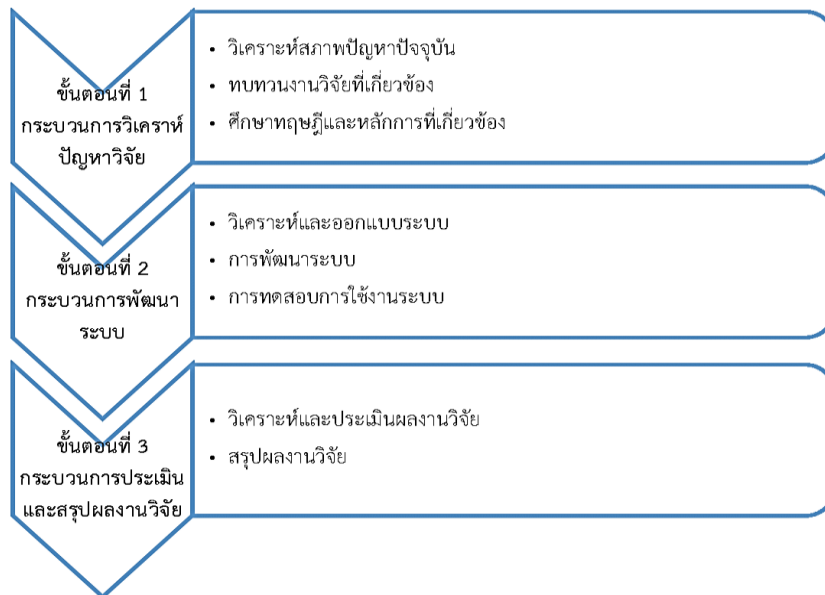 ขั้นตอนที่ 1
กระบวนการวิเคราะห์
ปัญหาวิจัย
• วิเคราะห์สภาพปัญหาปัจจุบัน
• ทบทวนงานวิจัยที่เกี่ยวข้อง
• ศึกษาทฤษฎีและหลักการที่เกี่ยวข้อง
ขั้นตอนที่ 2
กระบวนการพัฒนา
ระบบ
• วิเคราะห์และออกแบบระบบ
• การพัฒนาระบบ
• การทดสอบการใช้งานระบบ
ขั้นตอนที่ 3
กระบวนการประเมิน
และสรุปผลงานวิจัย
• วิเคราะห์และประเมินผลงานวิจัย
• สรุปผลงานวิจัย